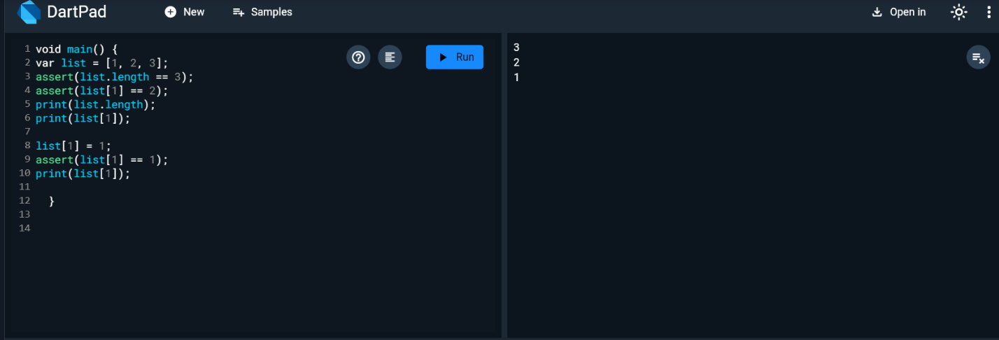 DartPad New Samples Open in
1 void main() {
2 var list = [1, 2, 3];
3 assert(list.length == 3);
4 assert(list[1] == 2);
5 print(list.length);
6 print(list[1]);
7
8 list[1] = 1;
9 assert(list[1] == 1);
10 print(list[1]);
11
12 }
13
14
Run
3
2
1